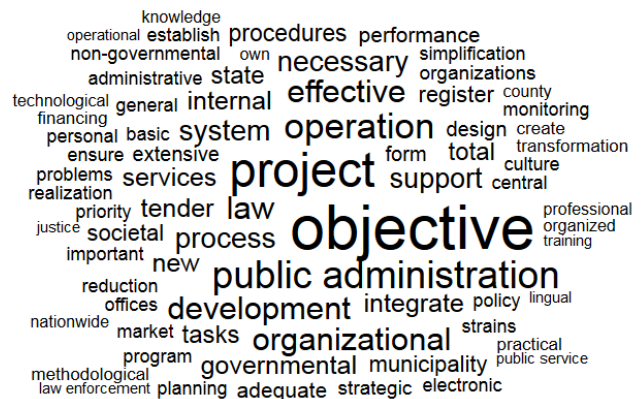 knowledge
operational establish procedures performance
non-governmental own necessary simplification
administrative state organizations
technological general internal effective register county
financing monitoring
personal basic system operation design create
transformation
ensure extensive form total culture
problems services project support central
realization
priority tender law objective professional
justice societal process organized
training
important new
reduction public administration
offices development integrate policy lingual
nationwide market tasks organizational strains
practical
program governmental municipality public service
methodological
law enforcement planning adequate strategic electronic